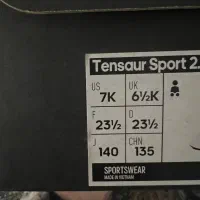 Tensaur Sport 2.
US UK
7K 6½K
F D
23½ 23½
J CHN
140 135
SPORTSWEAR
MADE IN VIETNAM